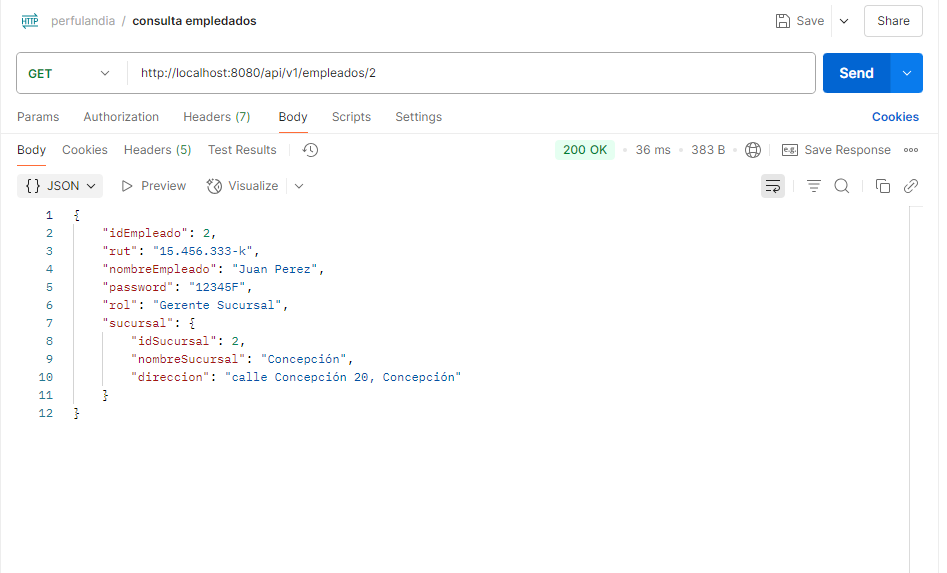 HTTP perfulandia / consulta empledados Save Share
GET http://localhost:8080/api/v1/empleados/2 Send
Params Authorization Headers (7) Body Scripts Settings Cookies
Body Cookies Headers (5) Test Results 200 OK • 36 ms • 383 B • e.g. Save Response
{} JSON Preview Visualize
1 {
2 "idEmpleado": 2,
3 "rut": "15.456.333-k",
4 "nombreEmpleado": "Juan Perez",
5 "password": "12345F",
6 "rol": "Gerente Sucursal",
7 "sucursal": {
8 "idSucursal": 2,
9 "nombreSucursal": "Concepción",
10 "direccion": "calle Concepción 20, Concepción"
11 }
12 }